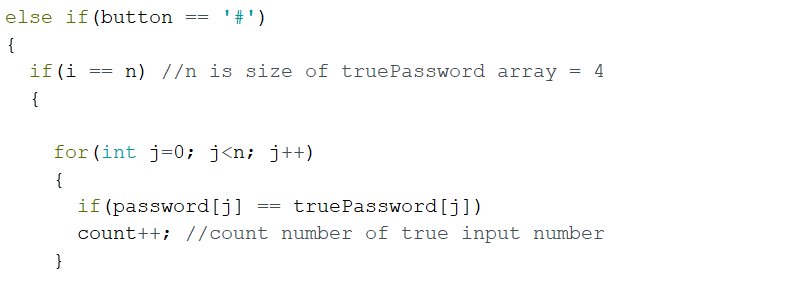 else if(button == '#')
{
if(i == n) //n is size of truePassword array = 4
{
for(int j=0; j<n; j++)
{
if(password[j] == truePassword[j])
count++; //count number of true input number
}